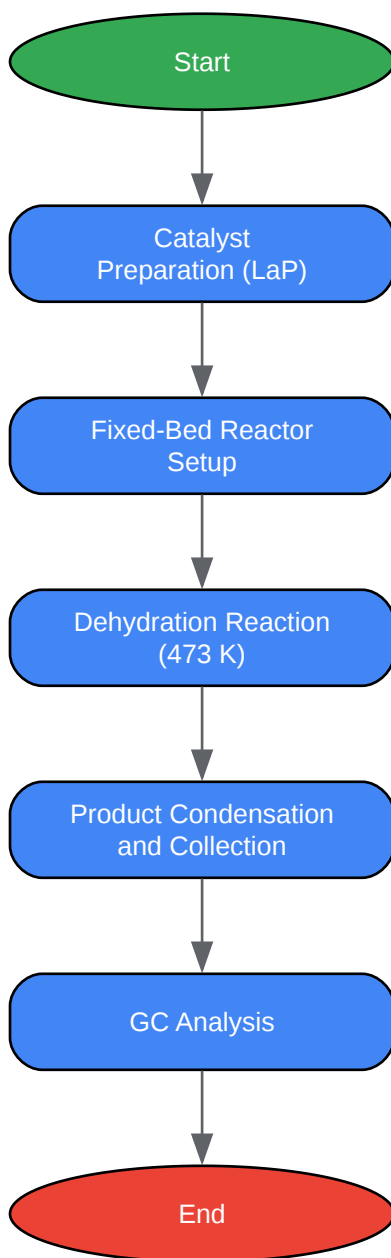 Start
Catalyst
Preparation (LaP)
Fixed-Bed Reactor
Setup
Dehydration Reaction
(473 K)
Product Condensation
and Collection
GC Analysis
End